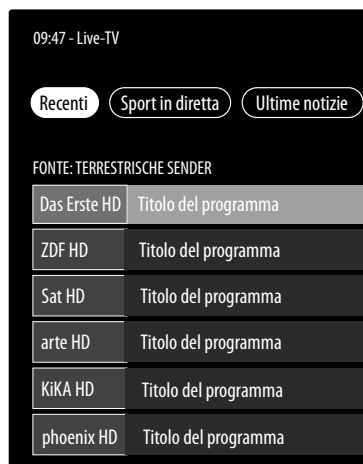 09:47 - Live-TV
Recenti Sport in diretta Ultime notizie
FONTE: TERRESTRISCHE SENDER
Das Erste HD Titolo del programma
ZDF HD Titolo del programma
Sat HD Titolo del programma
arte HD Titolo del programma
KiKA HD Titolo del programma
phoenix HD Titolo del programma